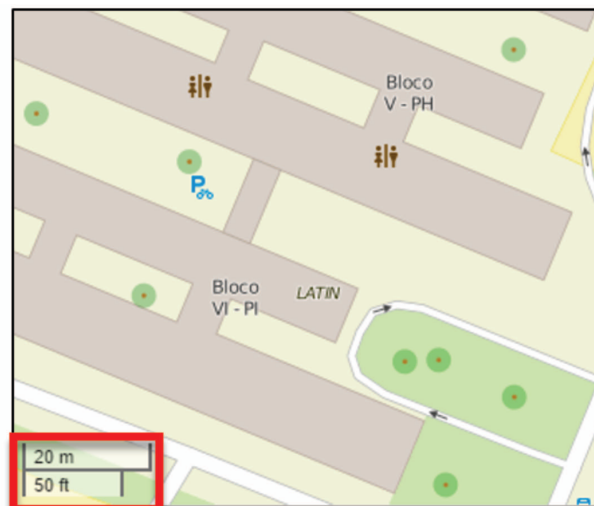 Bloco
V - PH
P
Bloco
VI - PI
LATIN
20 m
50 ft